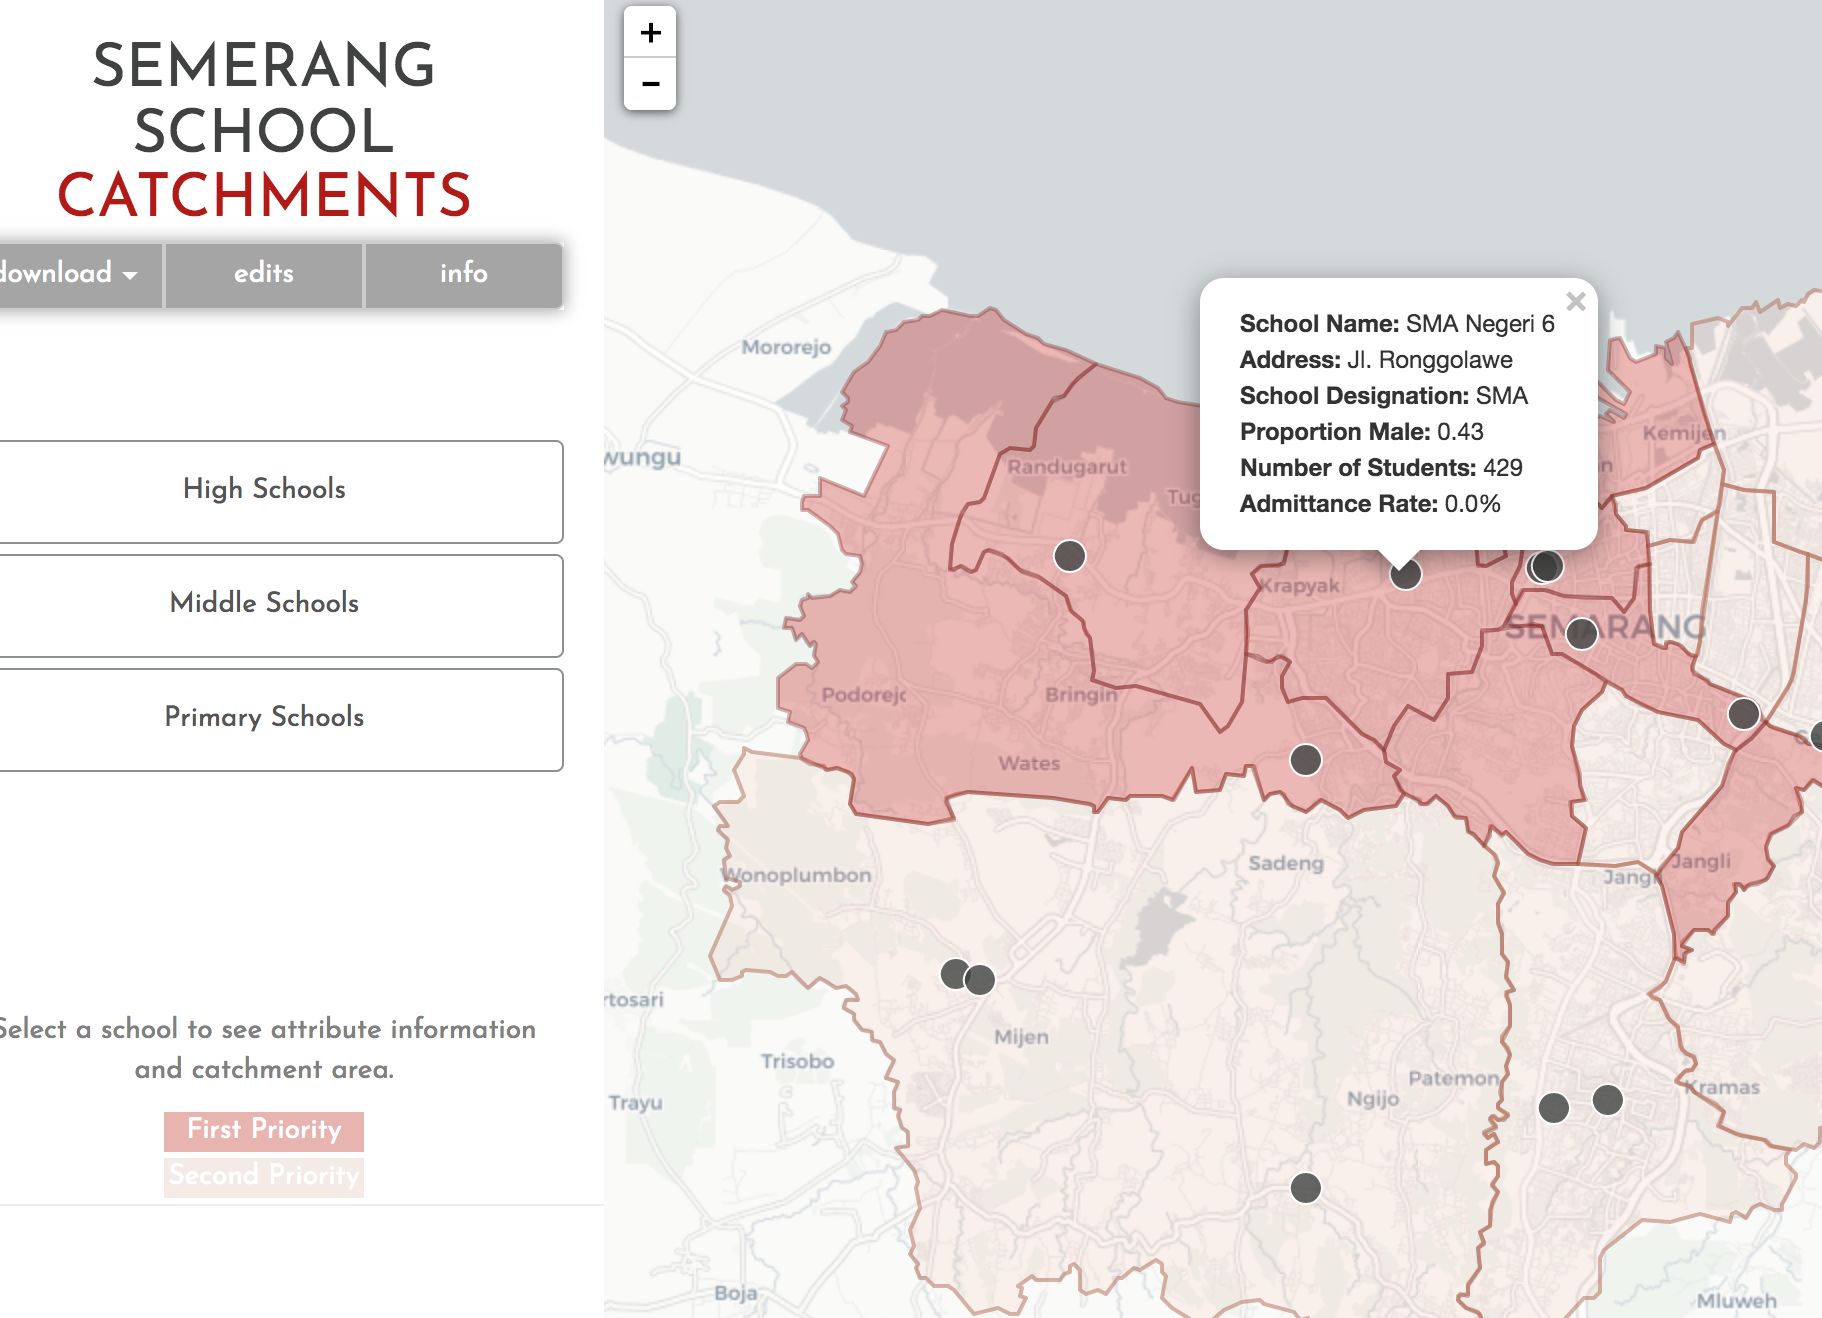 SEMERANG
SCHOOL
CATCHMENTS
download
edits
info
High Schools
Middle Schools
Primary Schools
Select a school to see attribute information
and catchment area.
First Priority
Second Priority
+
−
School Name: SMA Negeri 6
Address: Jl. Ronggolawe
School Designation: SMA
Proportion Male: 0.43
Number of Students: 429
Admittance Rate: 0.0%
×
Mororejo
Kemijen
wungu
Randugarut
Tug
Krapyak
SEMARANG
Podorejo
Bringin
Wates
Wonoplumbon
Sadeng
Jangli
Jangl
rtosari
Mijen
Trisobo
Patemon
Kramas
Trayu
Ngijo
Boja
Mluweh